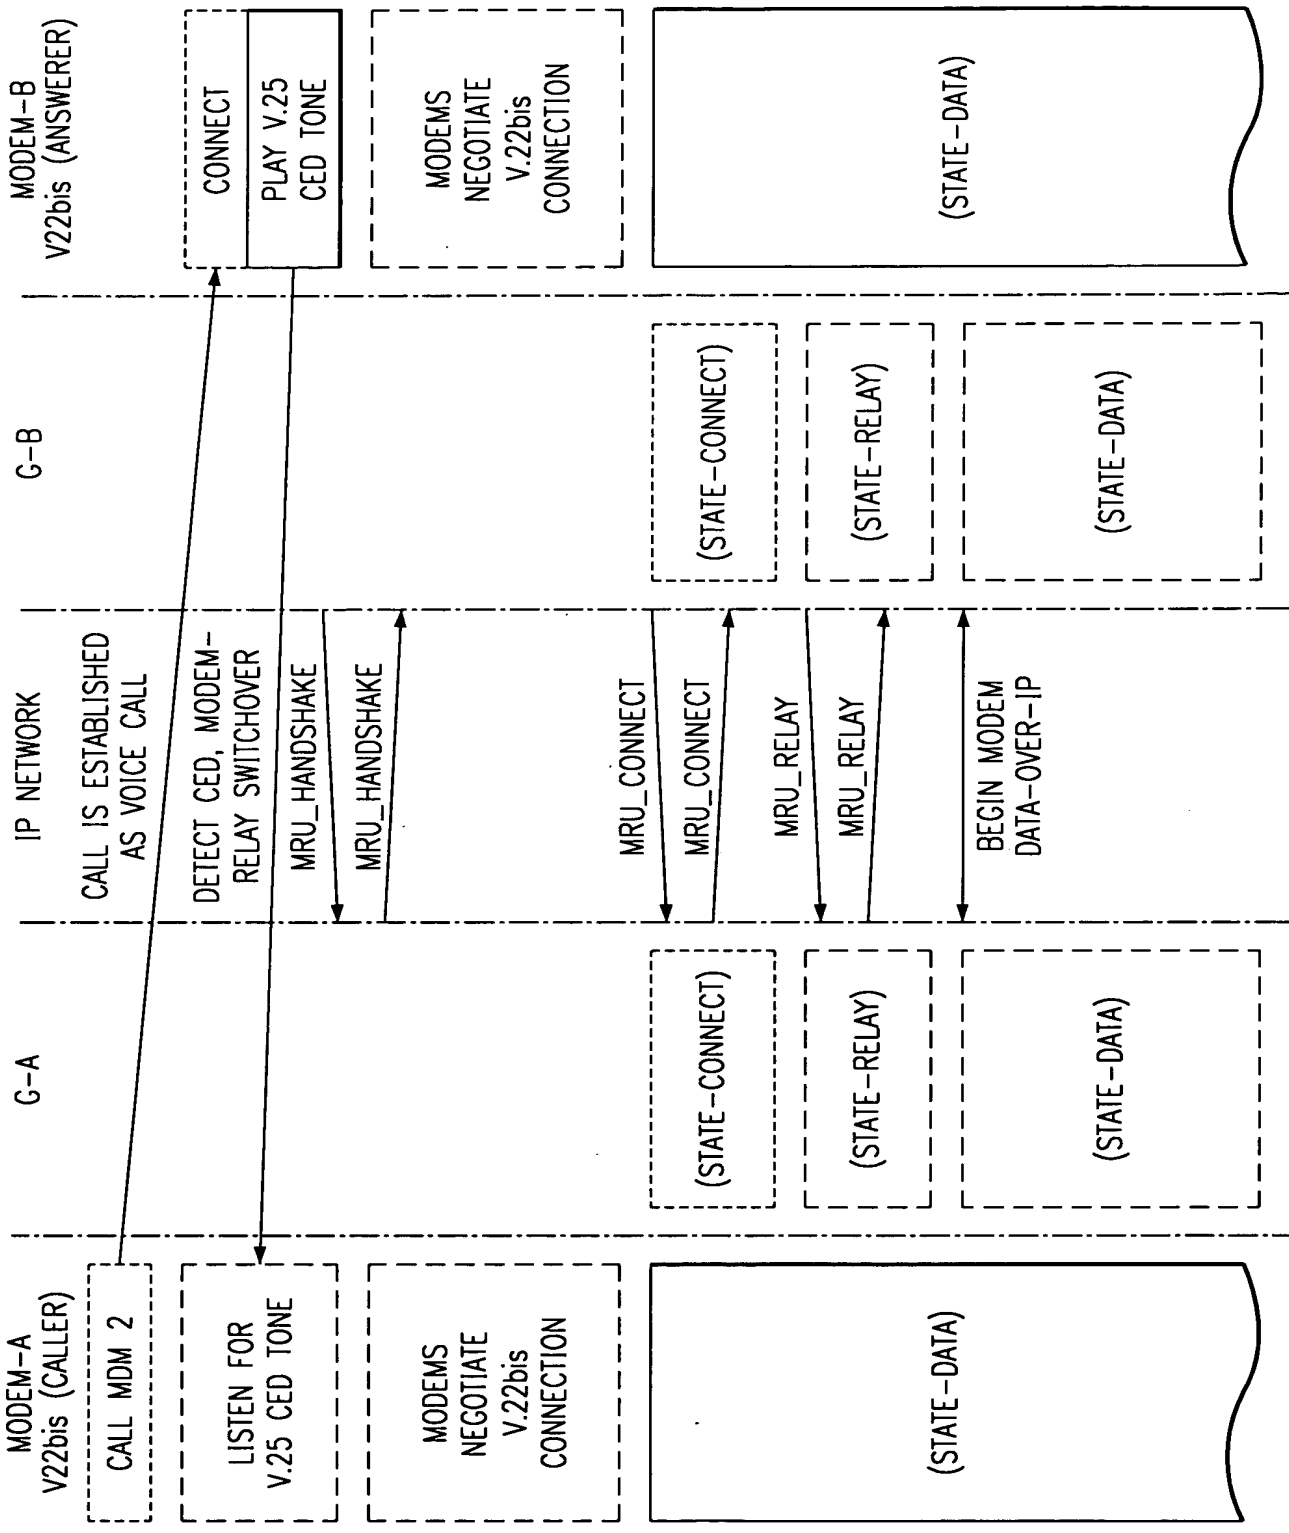 MODEM-A
V22bis (CALLER)
G-A
IP NETWORK
G-B
MODEM-B
V22bis (ANSWERER)
CALL MDM 2
CALL IS ESTABLISHED
AS VOICE CALL
CONNECT
LISTEN FOR
V.25 CED TONE
DETECT CED, MODEM-
RELAY SWITCHOVER
PLAY V.25
CED TONE
MRU_HANDSHAKE
MRU_HANDSHAKE
MODEMS
NEGOTIATE
V.22bis
CONNECTION
MODEMS
NEGOTIATE
V.22bis
CONNECTION
MRU_CONNECT
MRU_CONNECT
(STATE-CONNECT)
(STATE-CONNECT)
MRU_RELAY
MRU_RELAY
(STATE-RELAY)
(STATE-RELAY)
(STATE-DATA)
(STATE-DATA)
BEGIN MODEM
DATA-OVER-IP
(STATE-DATA)
(STATE-DATA)